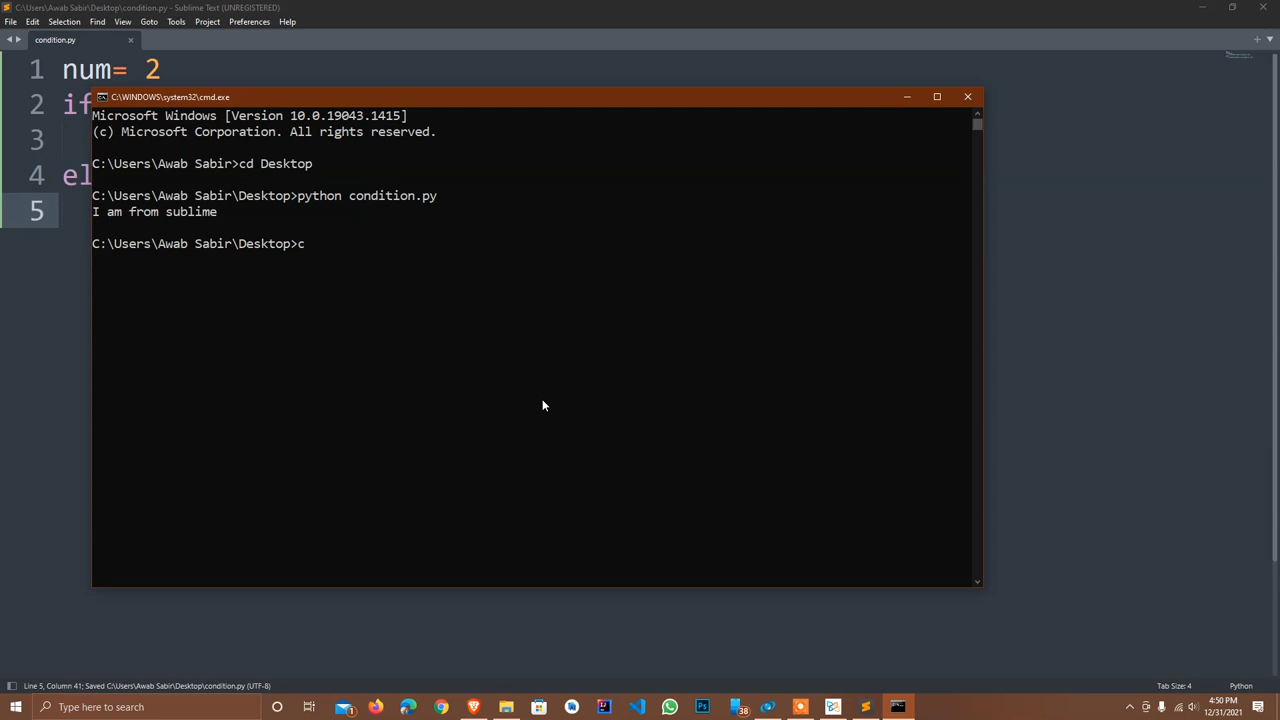 C:\Users\Awab Sabir\Desktop\condition.py - Sublime Text (UNREGISTERED)
File Edit Selection Find View Goto Tools Project Preferences Help
condition.py
1 num= 2
2 if
3
4 el
5
C:\WINDOWS\system32\cmd.exe
Microsoft Windows [Version 10.0.19043.1415]
(c) Microsoft Corporation. All rights reserved.
C:\Users\Awab Sabir>cd Desktop
C:\Users\Awab Sabir\Desktop>python condition.py
I am from sublime
C:\Users\Awab Sabir\Desktop>c
Line 5, Column 41; Saved C:\Users\Awab Sabir\Desktop\condition.py (UTF-8)
Tab Size: 4
Python
Type here to search
1
Ps
38
4:50 PM
12/31/2021